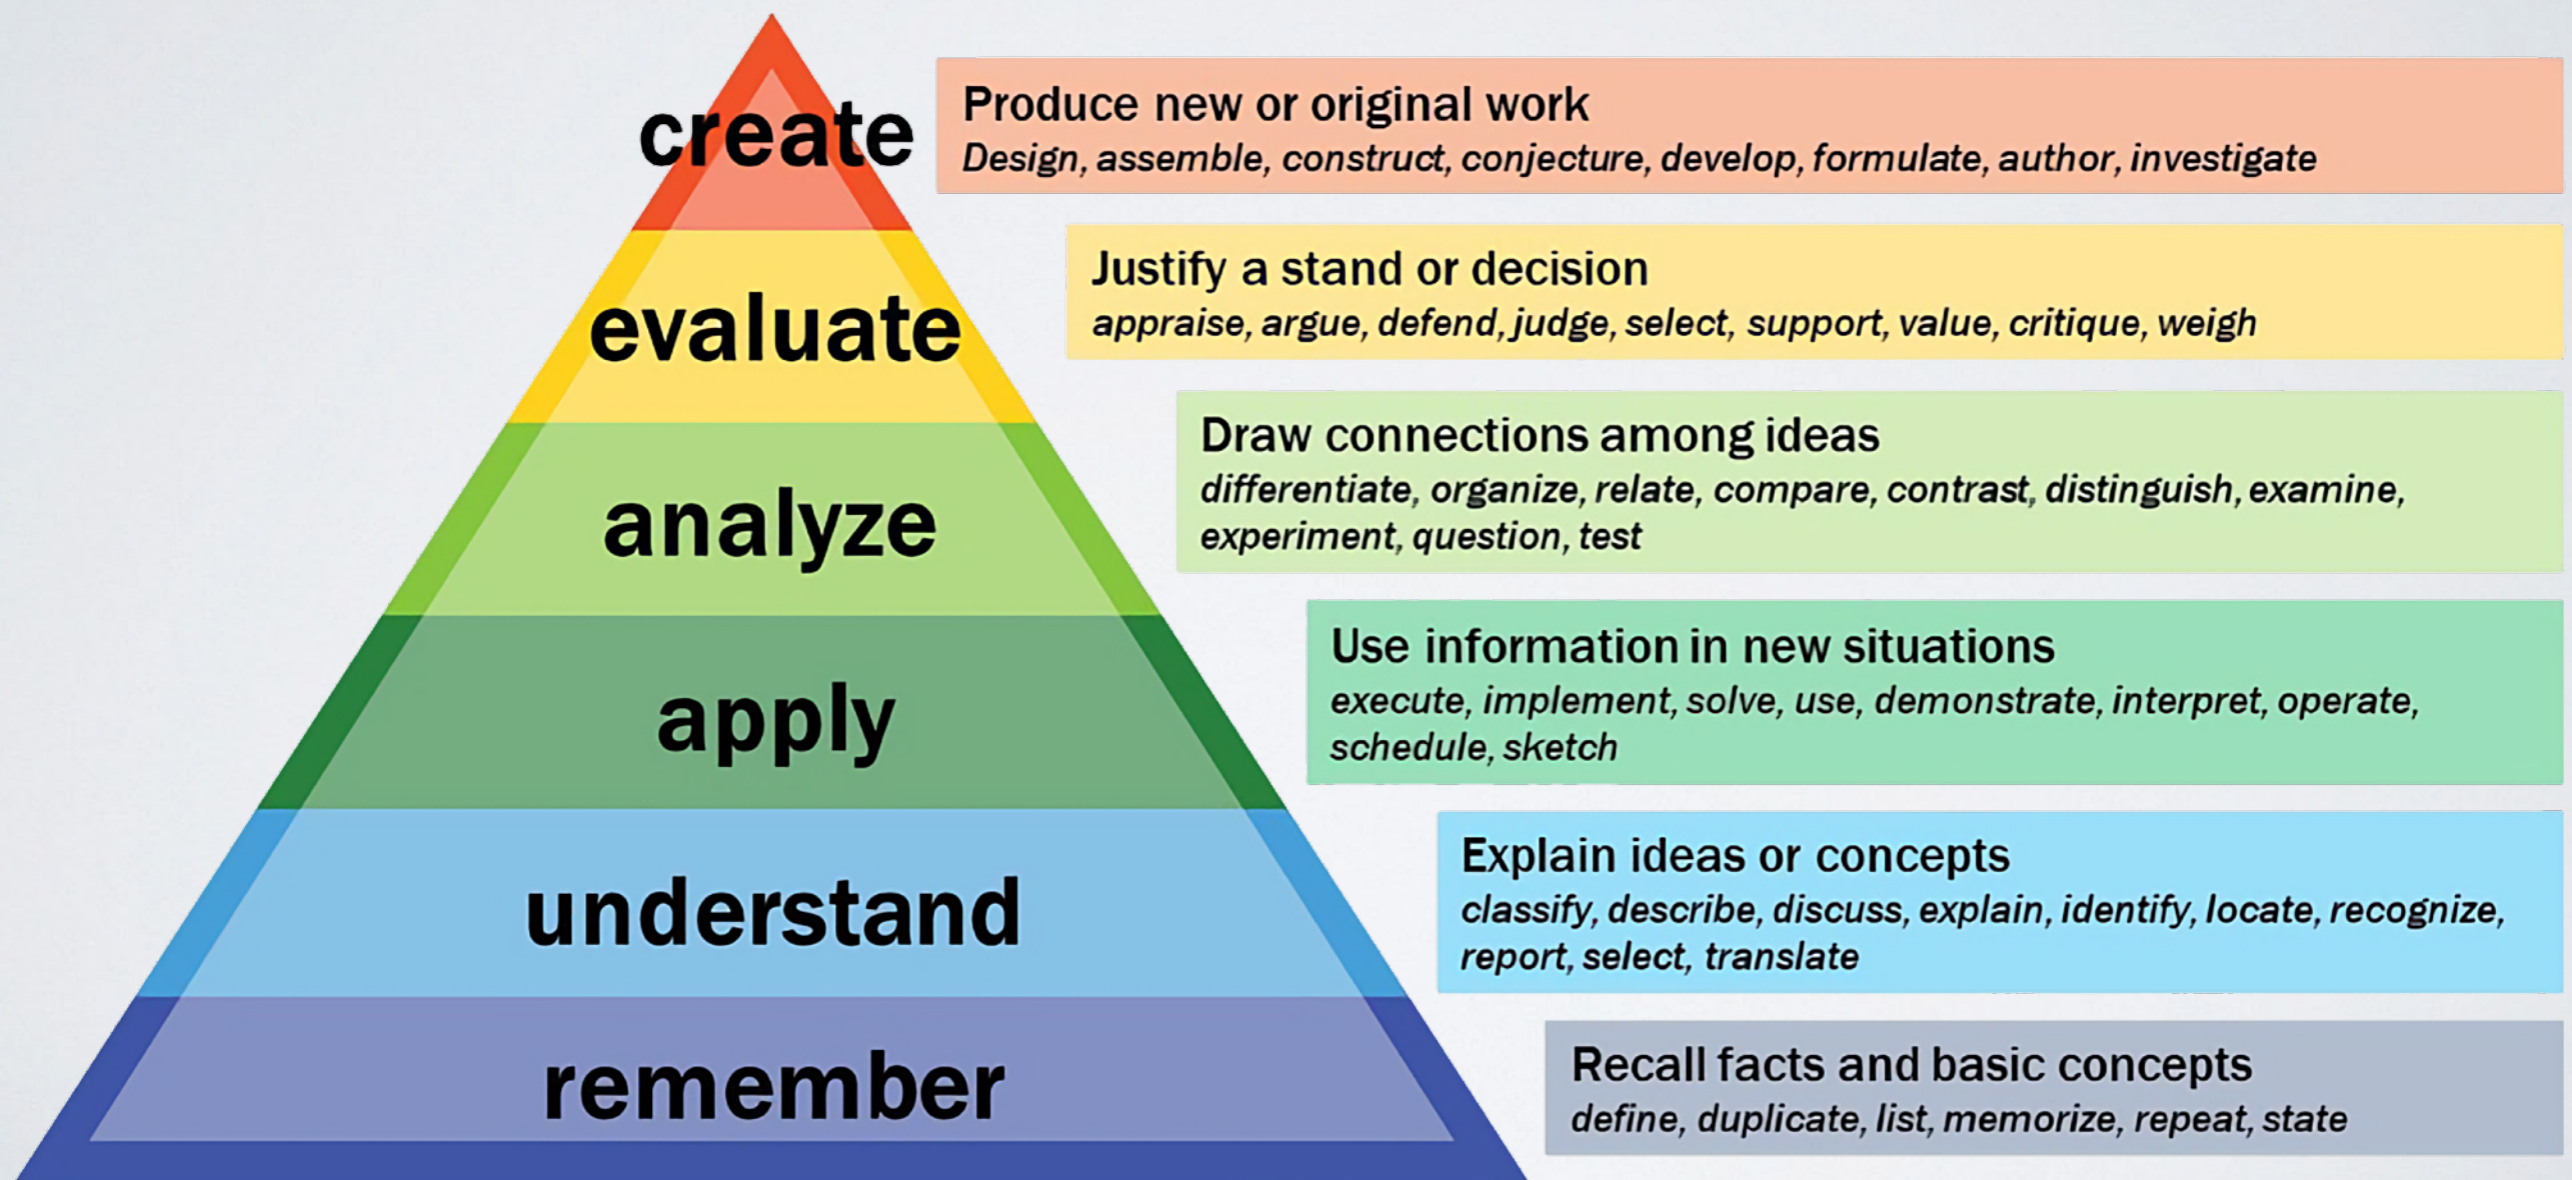 create
Produce new or original work
Design, assemble, construct, conjecture, develop, formulate, author, investigate
evaluate
Justify a stand or decision
appraise, argue, defend, judge, select, support, value, critique, weigh
analyze
Draw connections among ideas
differentiate, organize, relate, compare, contrast, distinguish, examine,
experiment, question, test
apply
Use information in new situations
execute, implement, solve, use, demonstrate, interpret, operate,
schedule, sketch
understand
Explain ideas or concepts
classify, describe, discuss, explain, identify, locate, recognize,
report, select, translate
remember
Recall facts and basic concepts
define, duplicate, list, memorize, repeat, state